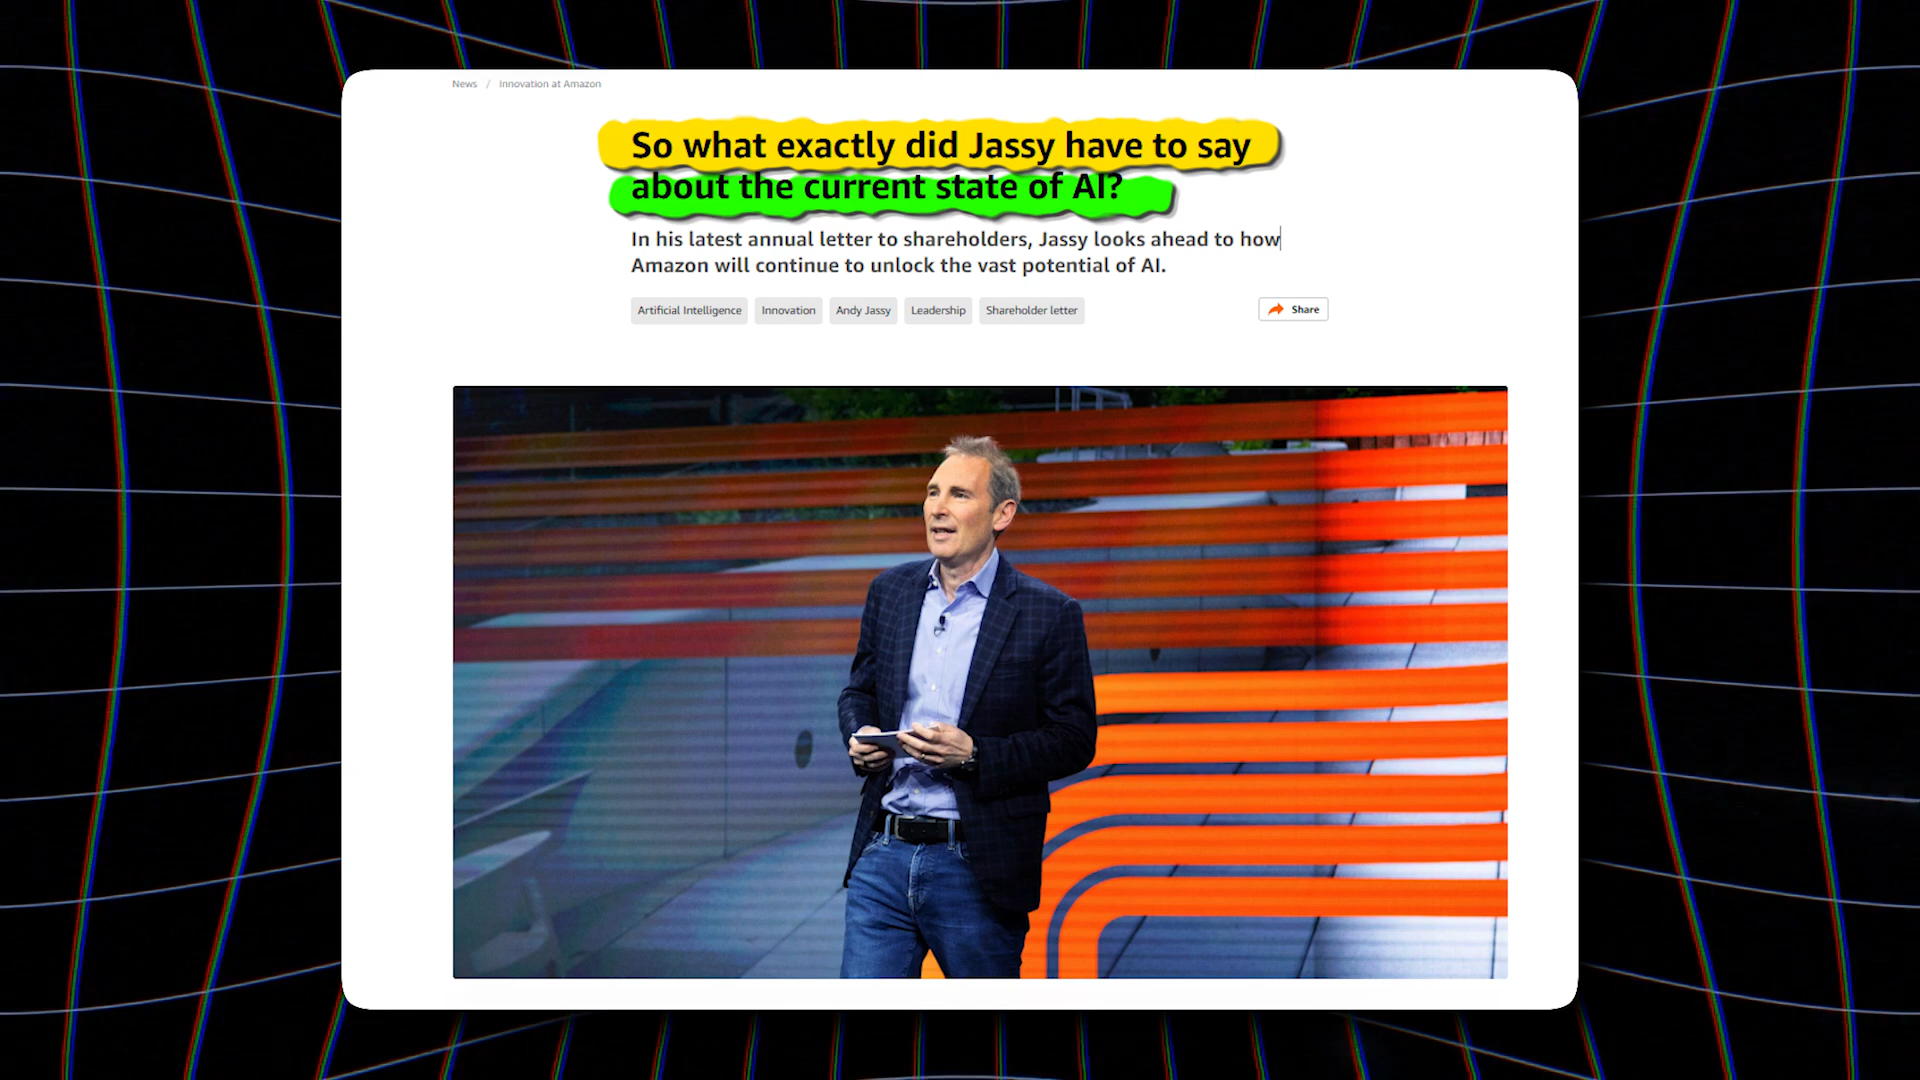 News / Innovation at Amazon
So what exactly did Jassy have to say
about the current state of AI?
In his latest annual letter to shareholders, Jassy looks ahead to how
Amazon will continue to unlock the vast potential of AI.
Artificial Intelligence Innovation Andy Jassy Leadership Shareholder letter Share